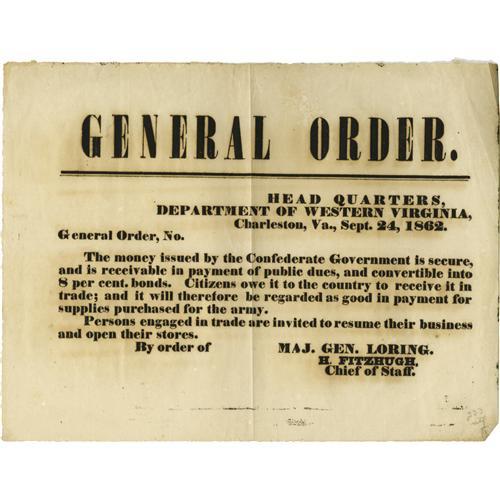 GENERAL ORDER.
HEAD QUARTERS,
DEPARTMENT OF WESTERN VIRGINIA,
Charleston, Va., Sept. 24, 1862.
General Order, No.
The money issued by the Confederate Government is secure,
and is receivable in payment of public dues, and convertible into
8 per cent. bonds. Citizens owe it to the country to receive it in
trade; and it will therefore be regarded as good in payment for
supplies purchased for the army.
Persons engaged in trade are invited to resume their business
and open their stores.
By order of MAJ. GEN. LORING.
H. FITZHUGH,
Chief of Staff.